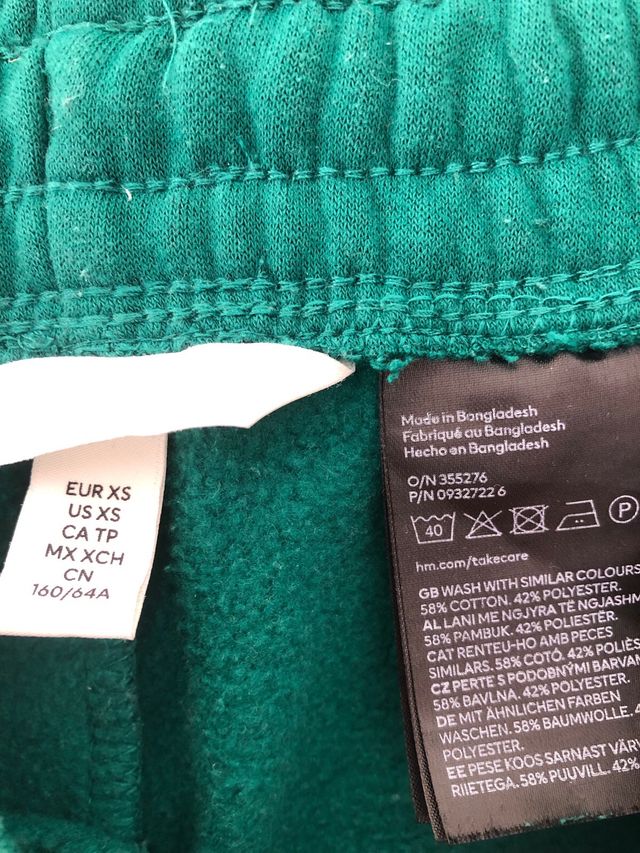 EUR XS
US XS
CA TP
MX XCH
CN
160/64A
Made in Bangladesh
Fabriqué au Bangladesh
Hecho en Bangladesh
O/N 355276
P/N 0932722 6
40
P
hm.com/takecare
GB WASH WITH SIMILAR COLOURS
58% COTTON. 42% POLYESTER.
AL LANI ME NGJYRA TË NGJASHM
58% PAMBUK. 42% POLIESTËR.
CAT RENTEU-HO AMB PECES
SIMILARS. 58% COTÓ. 42% POLIÈS
CZ PERTE S PODOBNÝMI BARVAM
58% BAVLNA. 42% POLYESTER.
DE MIT ÄHNLICHEN FARBEN
WASCHEN. 58% BAUMWOLLE. 4
POLYESTER.
EE PESE KOOS SARNAST VÄR
RIIETEGA. 58% PUUVILL. 42%